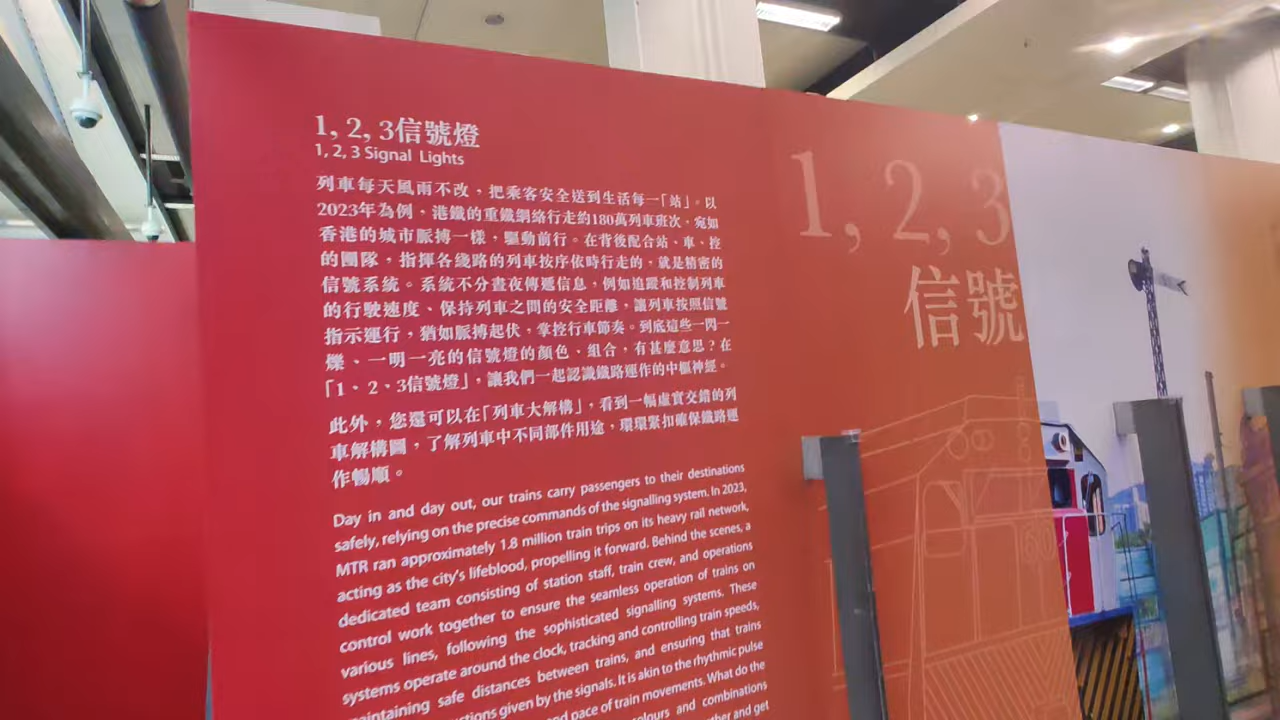 1, 2, 3信號燈
1, 2, 3 Signal Lights
列車每天風雨不改，把乘客安全送到生活每一「站」。以
2023年為例，港鐵的重鐵網絡行走約180萬列車班次，宛如
香港的城市脈搏一樣，驅動前行。在背後配合站、車、控
的團隊，指揮各綫路的列車按序依時行走的，就是精密的
信號系統。系統不分晝夜傳遞信息，例如追蹤和控制列車
的行駛速度、保持列車之間的安全距離，讓列車按照信號
指示運行，猶如脈搏起伏，掌控行車節奏。到底這些一閃一
爍、一明一亮的信號燈的顏色、組合，有甚麼意思？在
「1、2、3信號燈」，讓我們一起認識鐵路運作的中樞神經。
此外，您還可以在「列車大解構」，看到一幅虛實交錯的列
車解構圖，了解列車中不同部件用途，環環緊扣確保鐵路運
作暢順。
Day in and day out, our trains carry passengers to their destinations
safely, relying on the precise commands of the signalling system. In 2023,
MTR ran approximately 1.8 million train trips on its heavy rail network,
acting as the city's lifeblood, propelling it forward. Behind the scenes, a
dedicated team consisting of station staff, train crew, and operations
control work together to ensure the seamless operation of trains on
various lines, following the sophisticated signalling systems. These
systems operate around the clock, tracking and controlling train speeds,
maintaining safe distances between trains, and ensuring that trains
given by the signals. It is akin to the rhythmic pulse
pace of train movements. What do the
colours and combinations
and get
1, 2, 3
信號